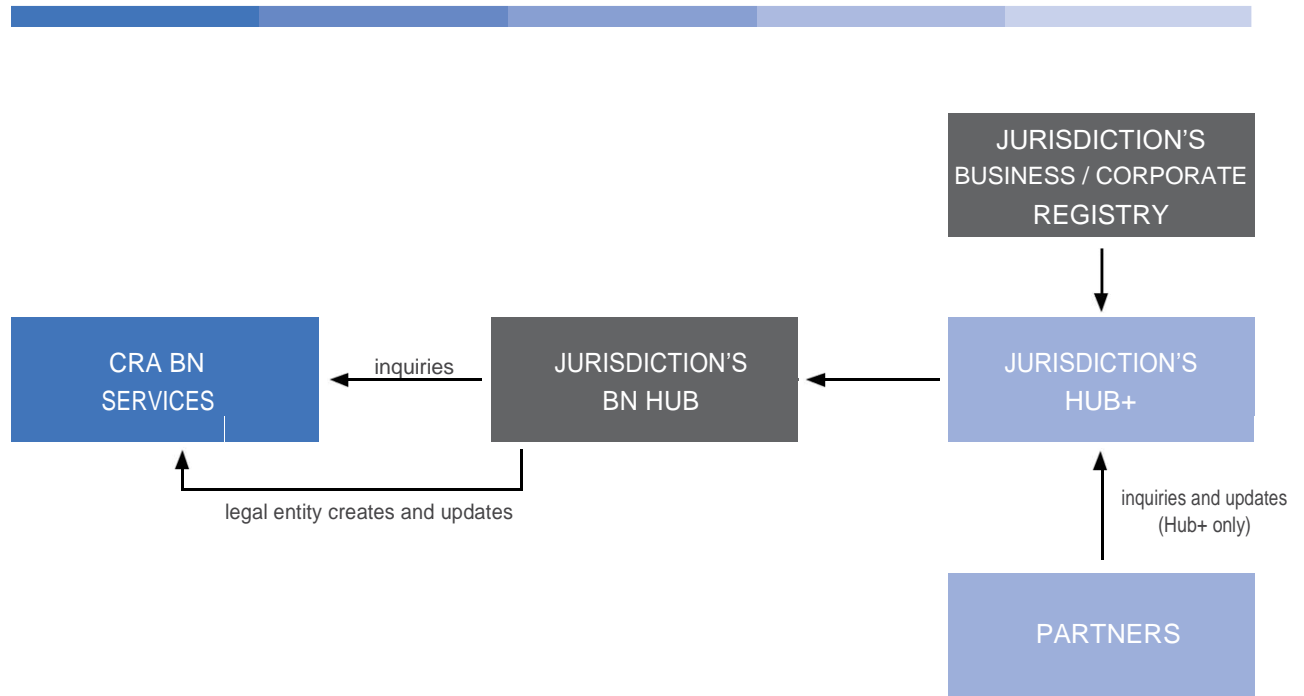 JURISDICTION'S
BUSINESS / CORPORATE
REGISTRY
CRA BN
SERVICES
inquiries
JURISDICTION'S
BN HUB
JURISDICTION'S
HUB+
legal entity creates and updates
inquiries and updates
(Hub+ only)
PARTNERS